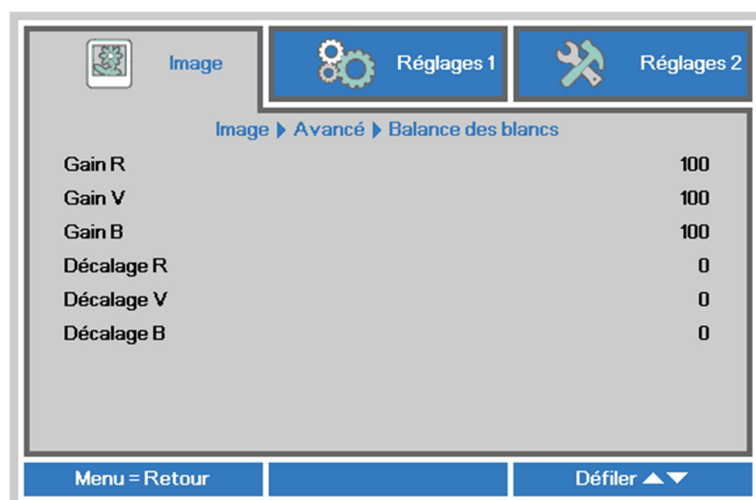 Image
Réglages 1
Réglages 2
Image ▶ Avancé ▶ Balance des blancs
Gain R 100
Gain V 100
Gain B 100
Décalage R 0
Décalage V 0
Décalage B 0
Menu = Retour
Défiler ▲▼